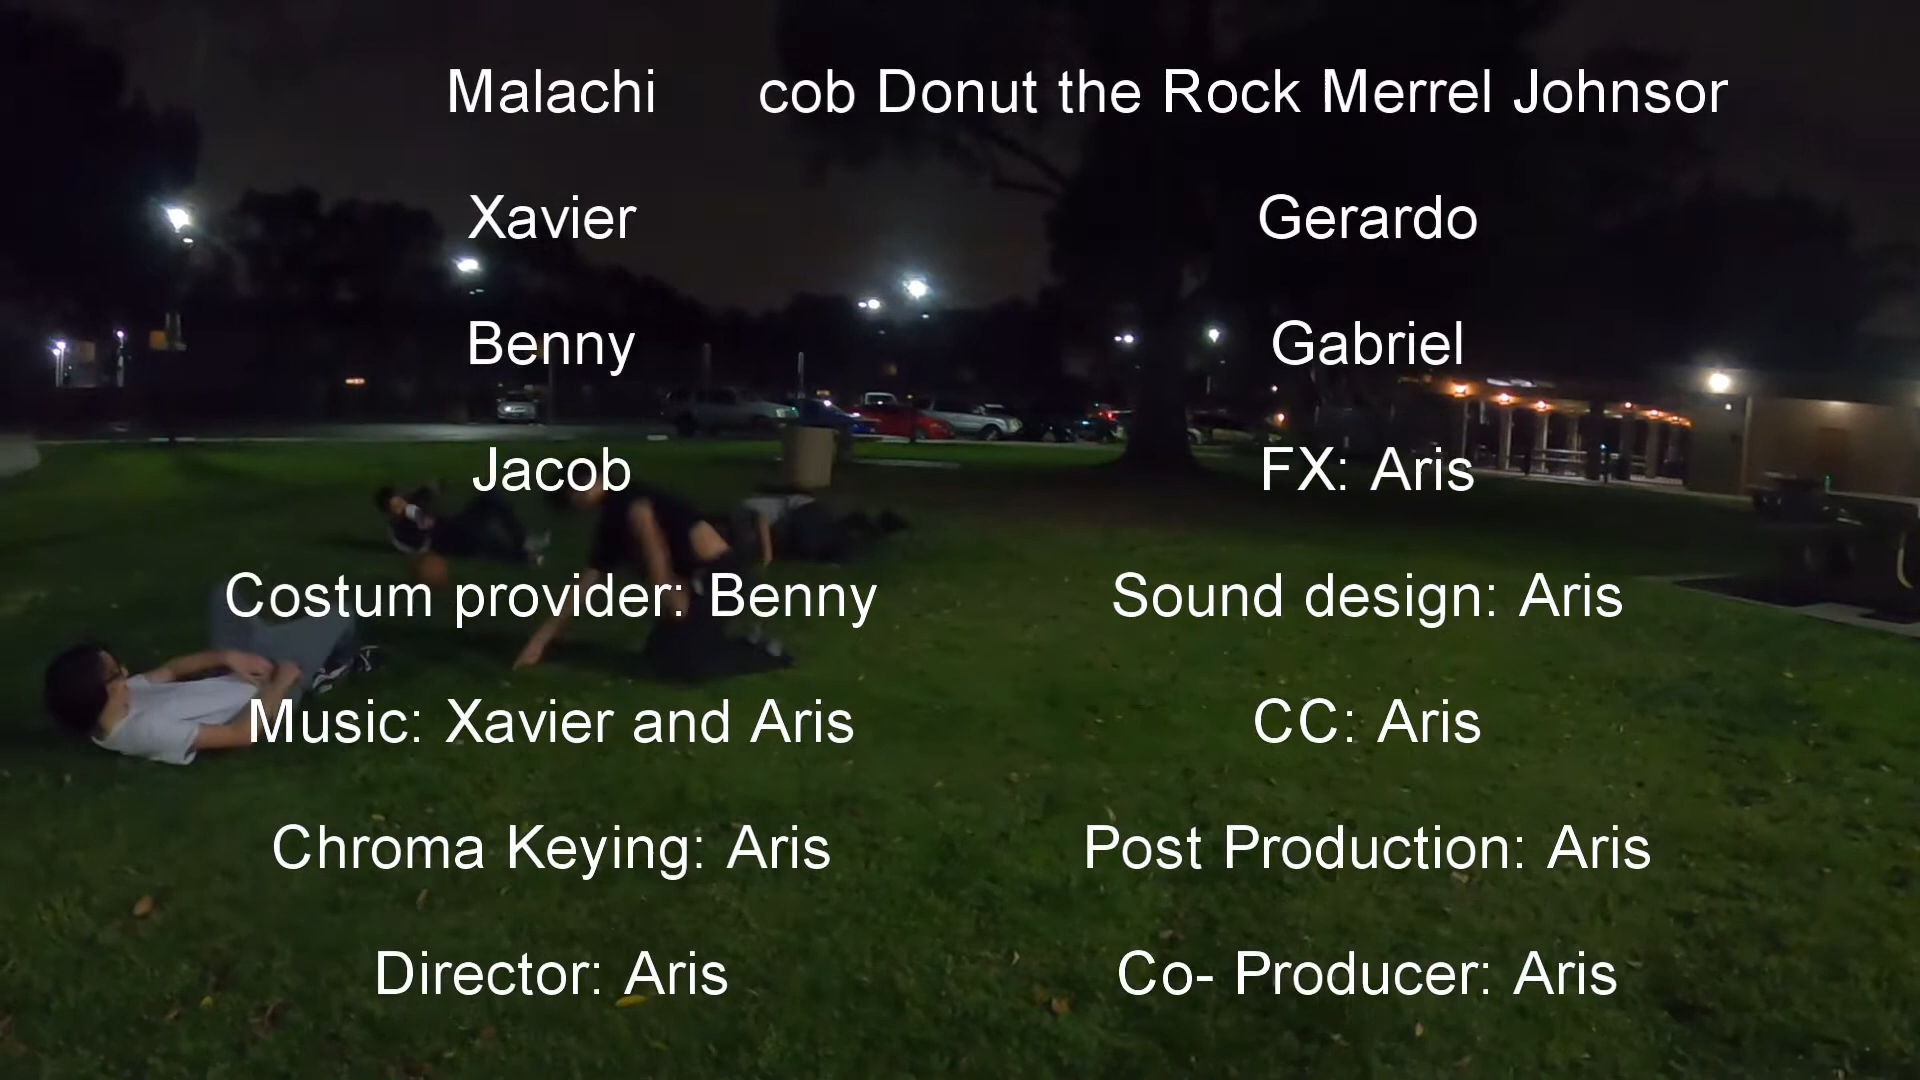 Malachi cob Donut the Rock Merrel Johnsor
Xavier Gerardo
Benny Gabriel
Jacob FX: Aris
Costum provider: Benny Sound design: Aris
Music: Xavier and Aris CC: Aris
Chroma Keying: Aris Post Production: Aris
Director: Aris Co- Producer: Aris